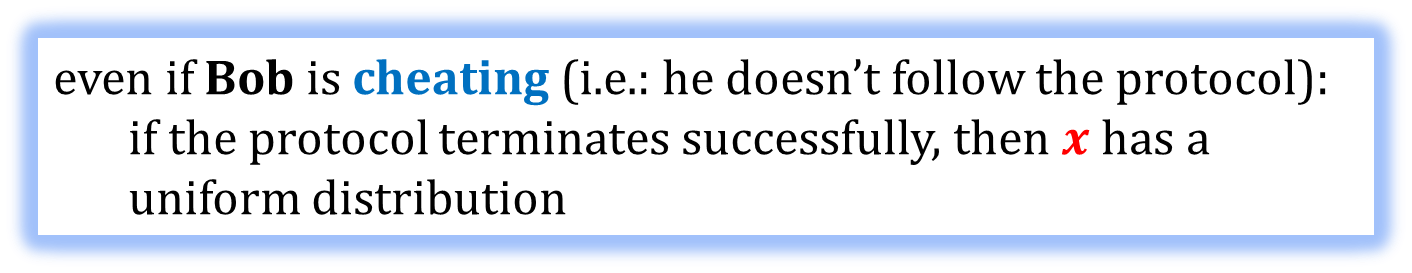 even if Bob is cheating (i.e.: he doesn’t follow the protocol):
if the protocol terminates successfully, then x has a
uniform distribution